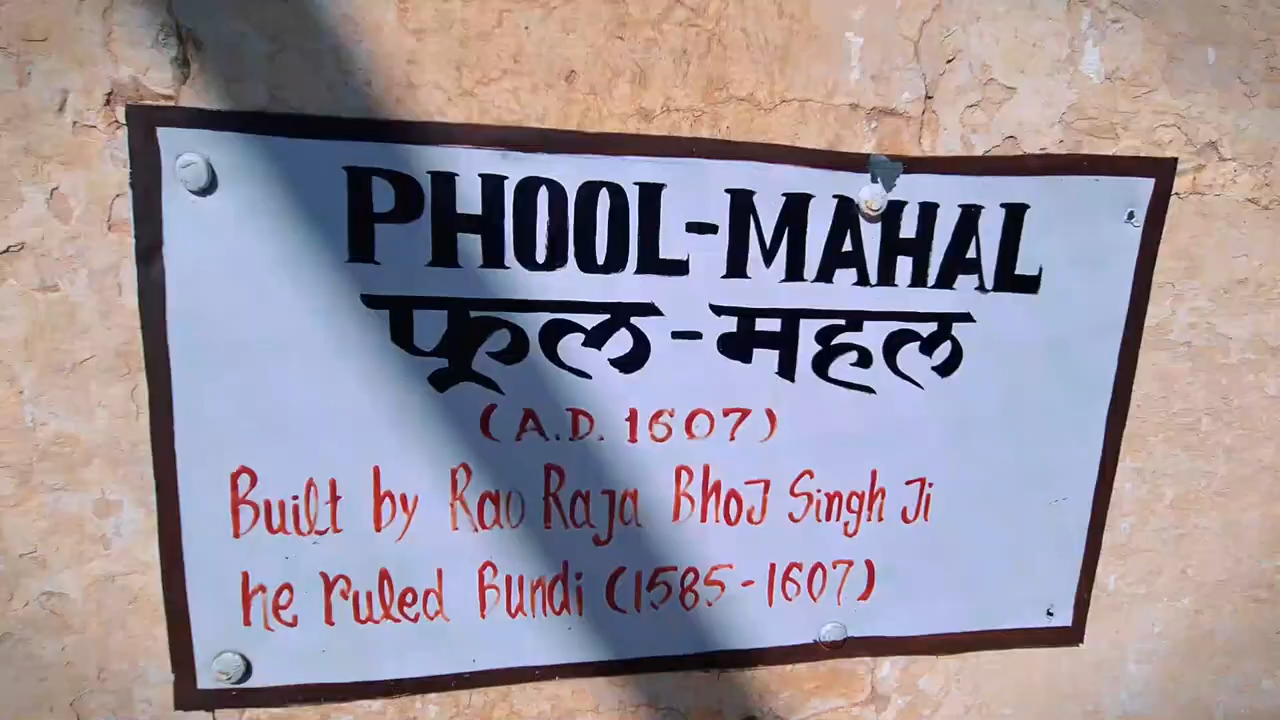 PHOOL-MAHAL
फूल-महल
(A.D. 1607)
Built by Rao Raja Bhoj Singh Ji
he ruled Bundi (1585-1607)